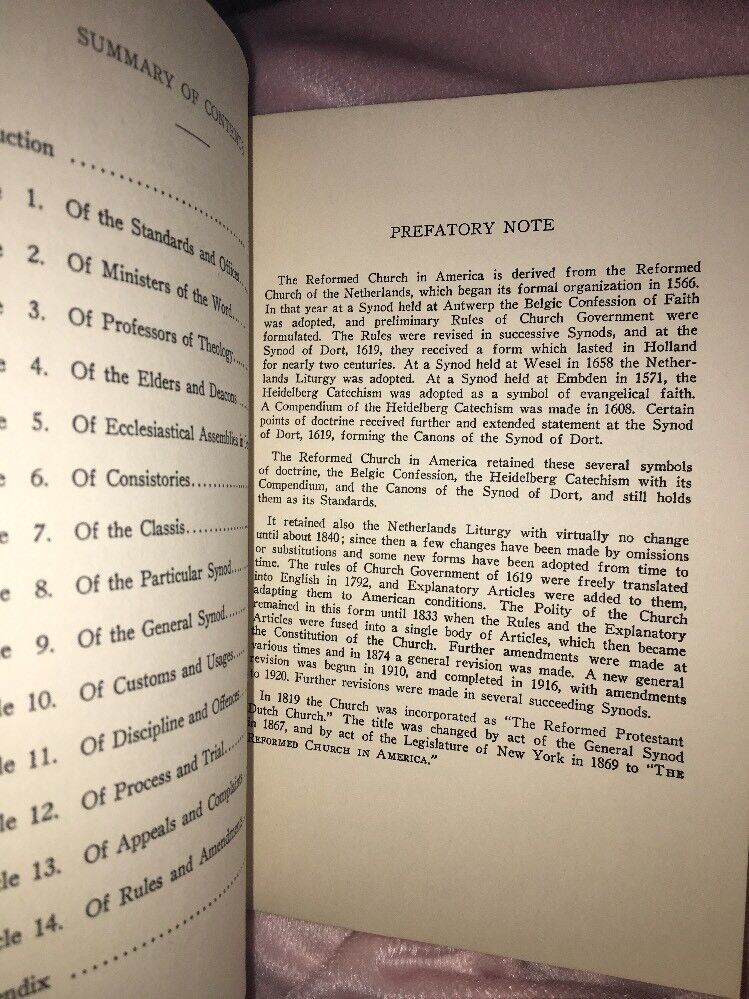 SUMMARY OF CONTENTS
uction ..............
1. Of the Standards and Offices...
2. Of Ministers of the Word.....
3. Of Professors of Theology.....
4. Of the Elders and Deacons
e 5. Of Ecclesiastical Assemblies in
e 6. Of Consistories.........
e 7. Of the Classis............
e 8. Of the Particular Synod.....
le 9. Of the General Synod......
le 10. Of Customs and Usages....
le 11. Of Discipline and Offences
le 12. Of Process and Trial......
cle 13. Of Appeals and Complaints
cle 14. Of Rules and Amendments
endix ..............
PREFATORY NOTE
The Reformed Church in America is derived from the Reformed
Church of the Netherlands, which began its formal organization in 1566.
In that year at a Synod held at Antwerp the Belgic Confession of Faith
was adopted, and preliminary Rules of Church Government were
formulated. The Rules were revised in successive Synods, and at the
Synod of Dort, 1619, they received a form which lasted in Holland
for nearly two centuries. At a Synod held at Wesel in 1658 the Nether-
lands Liturgy was adopted. At a Synod held at Embden in 1571, the
Heidelberg Catechism was adopted as a symbol of evangelical faith.
A Compendium of the Heidelberg Catechism was made in 1608. Certain
points of doctrine received further and extended statement at the Synod
of Dort, 1619, forming the Canons of the Synod of Dort.
The Reformed Church in America retained these several symbols
of doctrine, the Belgic Confession, the Heidelberg Catechism with its
Compendium, and the Canons of the Synod of Dort, and still holds
them as its Standards.
It retained also the Netherlands Liturgy with virtually no change
until about 1840; since then a few changes have been made by omissions
or substitutions and some new forms have been adopted from time to
time. The rules of Church Government of 1619 were freely translated
into English in 1792, and Explanatory Articles were added to them,
adapting them to American conditions. The Polity of the Church
remained in this form until 1833 when the Rules and the Explanatory
Articles were fused into a single body of Articles, which then became
the Constitution of the Church. Further amendments were made at
various times and in 1874 a general revision was made. A new general
revision was begun in 1910, and completed in 1916, with amendments
to 1920. Further revisions were made in several succeeding Synods.
In 1819 the Church was incorporated as "The Reformed Protestant
Dutch Church." The title was changed by act of the General Synod
in 1867, and by act of the Legislature of New York in 1869 to "THE
REFORMED CHURCH IN AMERICA."